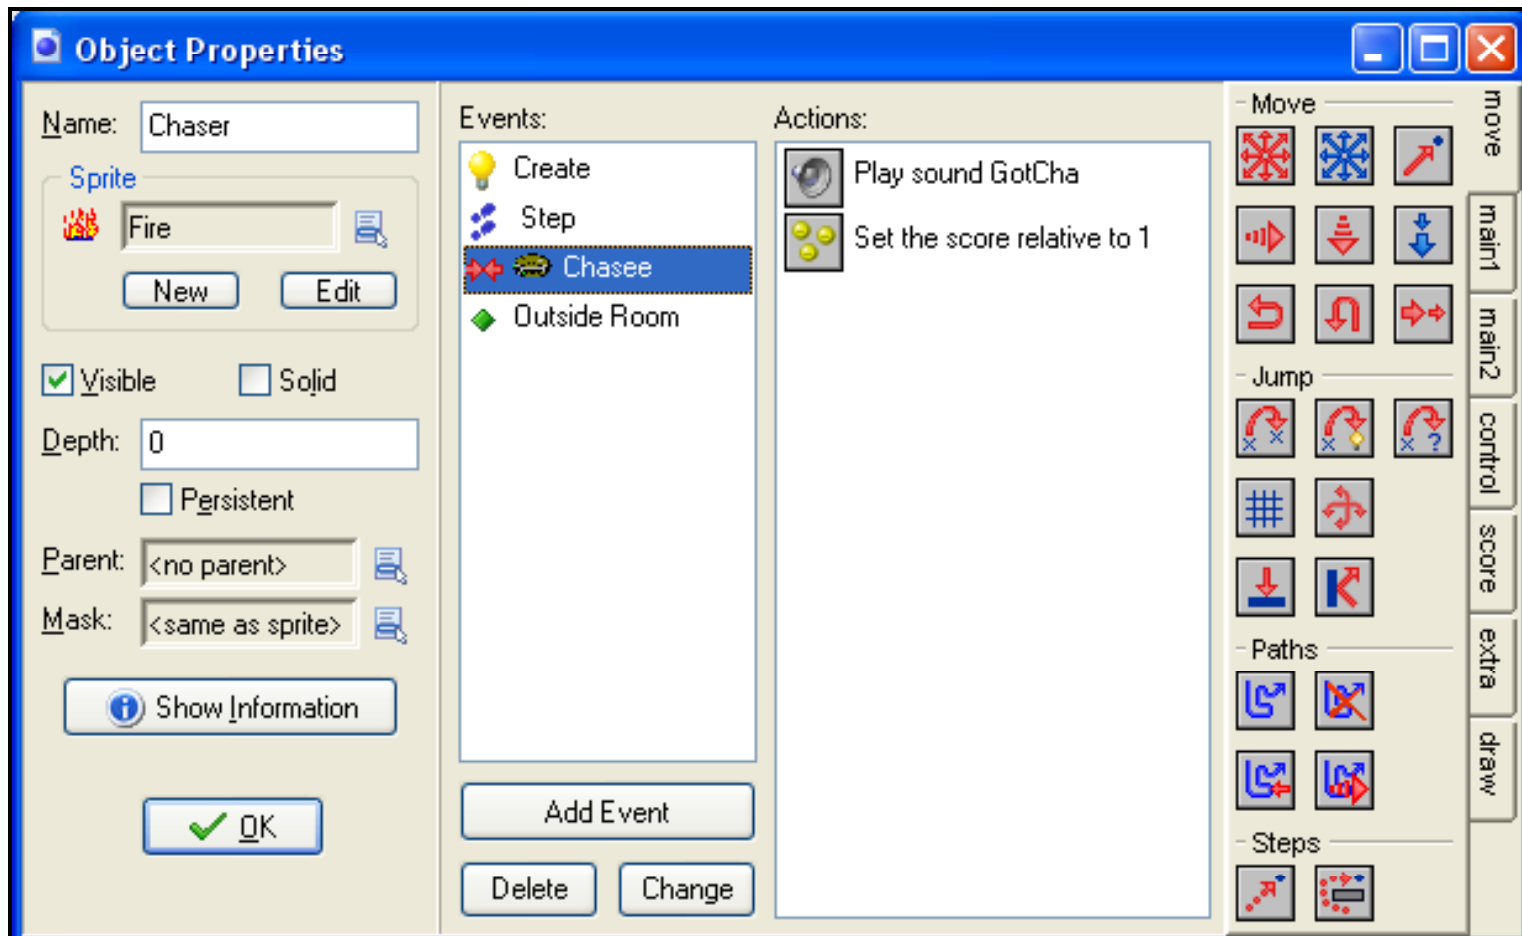 Object Properties
Name: Chaser
Sprite
Fire
New Edit
Visible Solid
Depth: 0
Persistent
Parent: <no parent>
Mask: <same as sprite>
Show Information
OK
Events:
Create
Step
Chasee
Outside Room
Add Event
Delete Change
Actions:
Play sound GotCha
Set the score relative to 1
Move
Jump
Paths
Steps
move
main1
main2
control
score
extra
draw